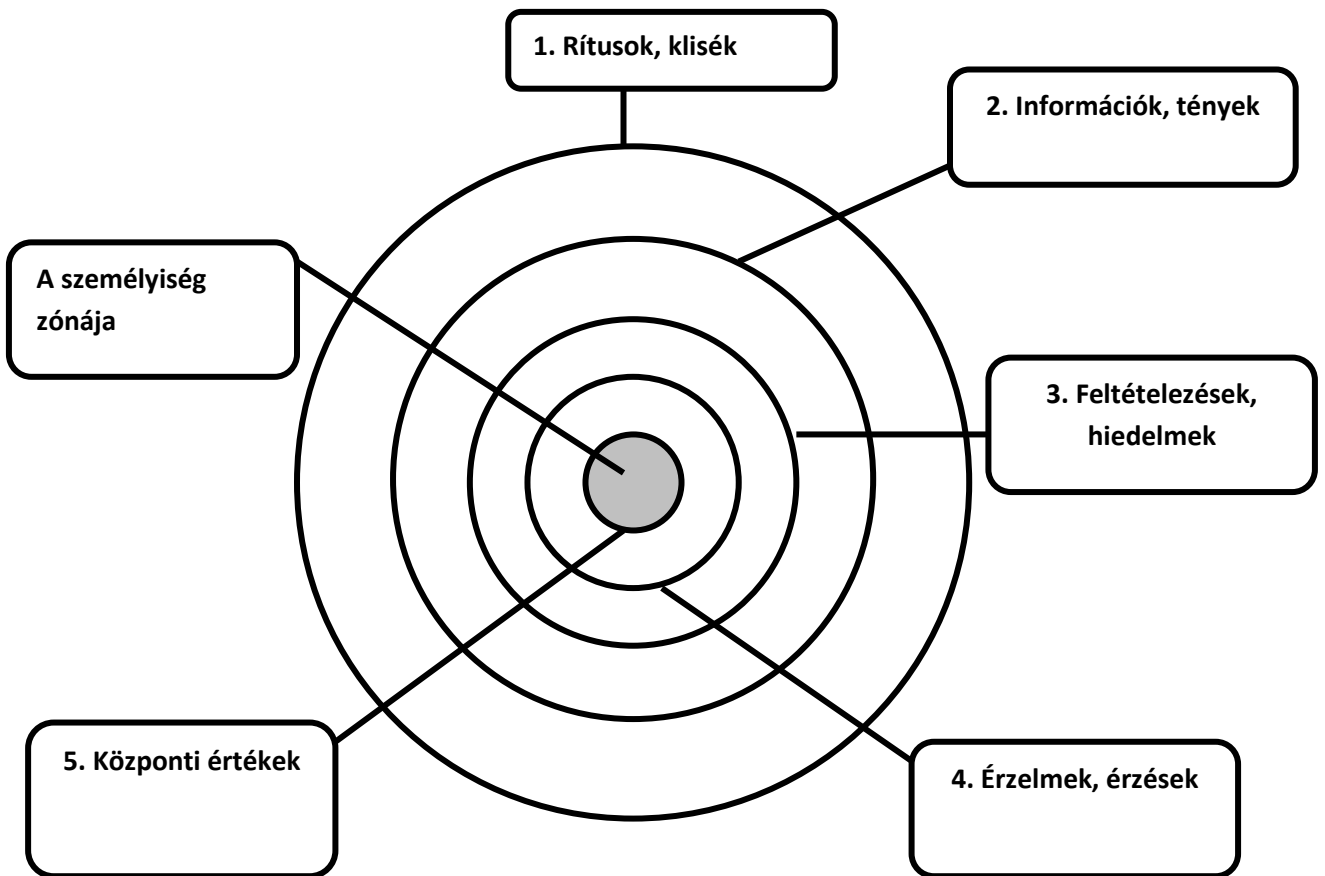 1. Rítusok, klisék
2. Információk, tények
A személyiség
zónája
3. Feltételezések,
hiedelmek
5. Központi értékek
4. Érzelmek, érzések